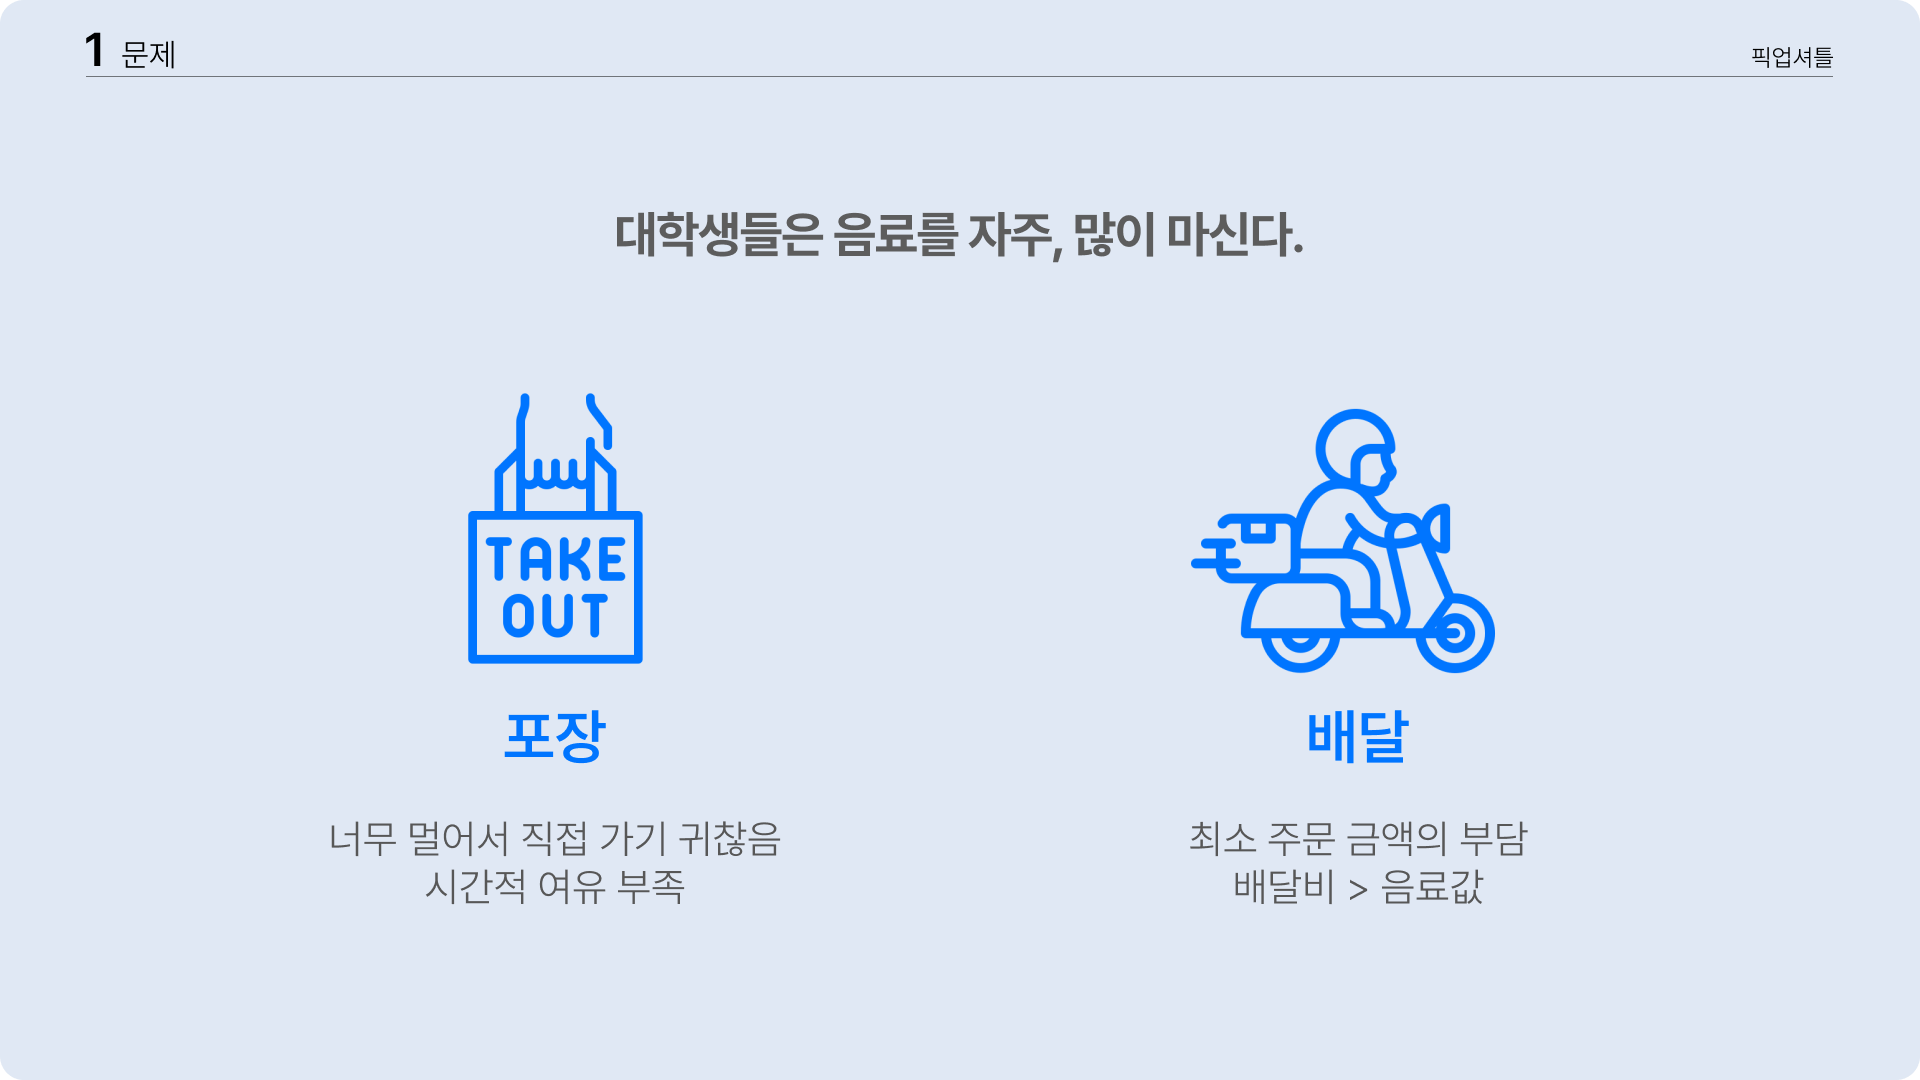 1 문제
픽업셔틀
대학생들은 음료를 자주, 많이 마신다.
TAKE
OUT
포장
너무 멀어서 직접 가기 귀찮음
시간적 여유 부족
배달
최소 주문 금액의 부담
배달비 > 음료값